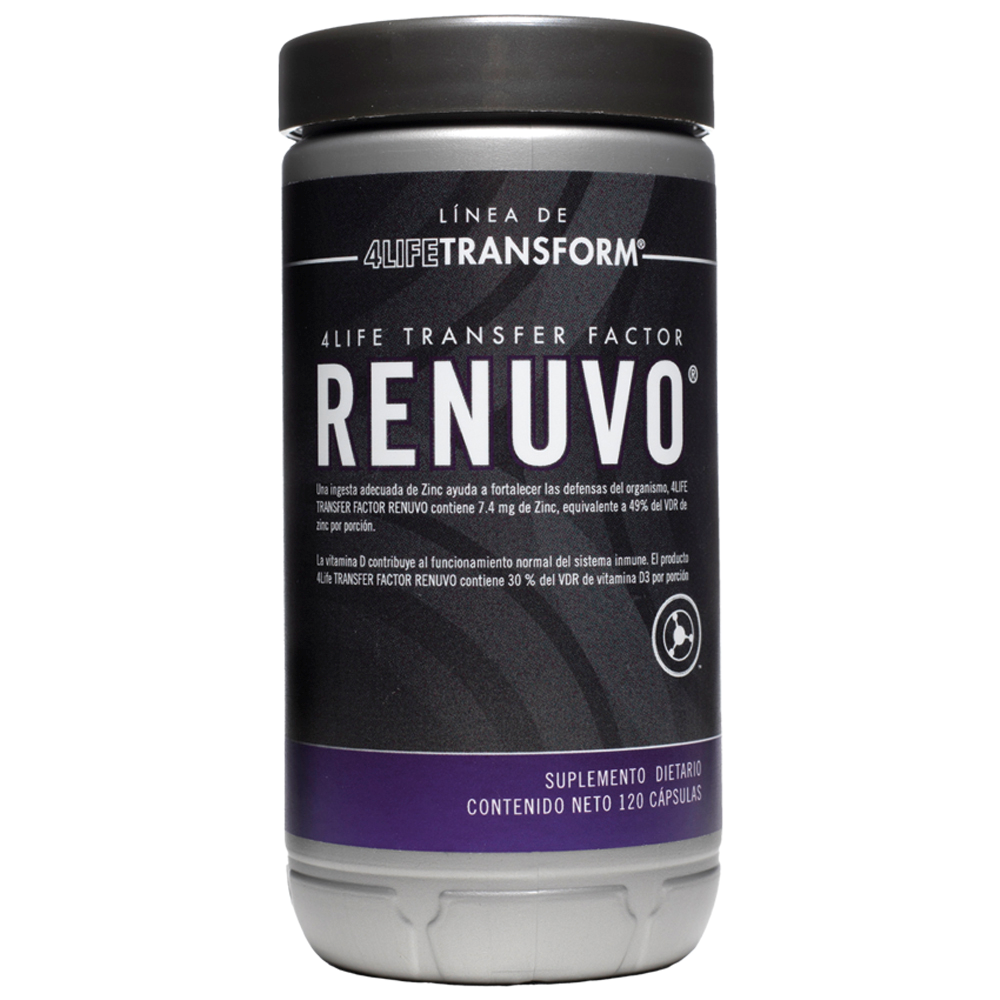 LÍNEA DE
4LIFETRANSFORM®
4LIFE TRANSFER FACTOR
RENUVO®
Una ingesta adecuada de Zinc ayuda a fortalecer las defensas del organismo, 4LIFE
TRANSFER FACTOR RENUVO contiene 7.4 mg de Zinc, equivalente a 49% del VDR de
zinc por porción.
La vitamina D contribuye al funcionamiento normal del sistema inmune. El producto
4Life TRANSFER FACTOR RENUVO contiene 30 % del VDR de vitamina D3 por porción
™
SUPLEMENTO DIETARIO
CONTENIDO NETO 120 CÁPSULAS